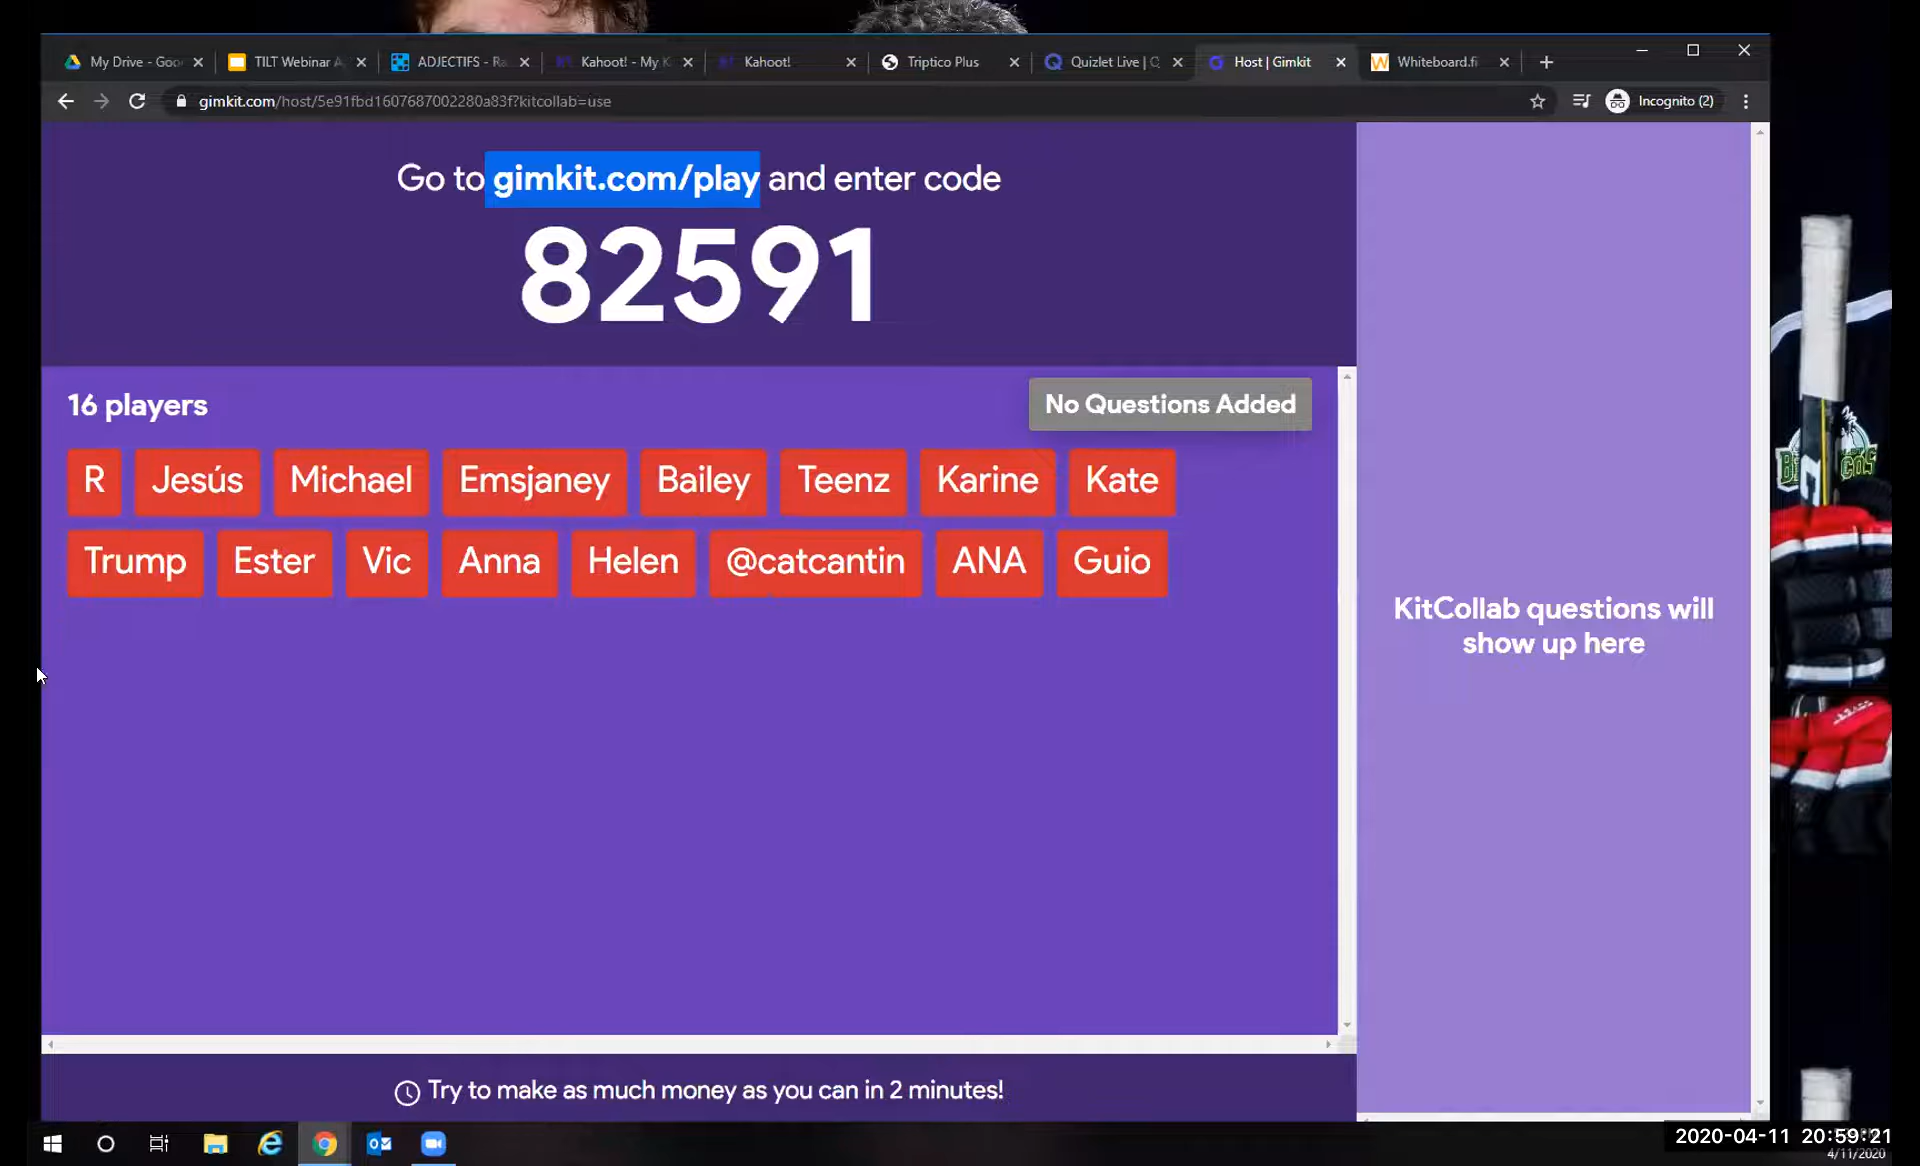 My Drive - Goo
TILT Webinar A
ADJECTIFS - Ra
Kahoot! - My K
Kahoot!
Triptico Plus
Quizlet Live | Q
Host | Gimkit
Whiteboard.fi
gimkit.com/host/5e91fbd1607687002280a83f?kitcollab=use
Incognito (2)
Go to gimkit.com/play and enter code
82591
16 players
No Questions Added
R Jesús Michael Emsjaney Bailey Teenz Karine Kate
Trump Ester Vic Anna Helen @catcantin ANA Guio
KitCollab questions will
show up here
Try to make as much money as you can in 2 minutes!
2020-04-11 20:59:21
4/11/2020